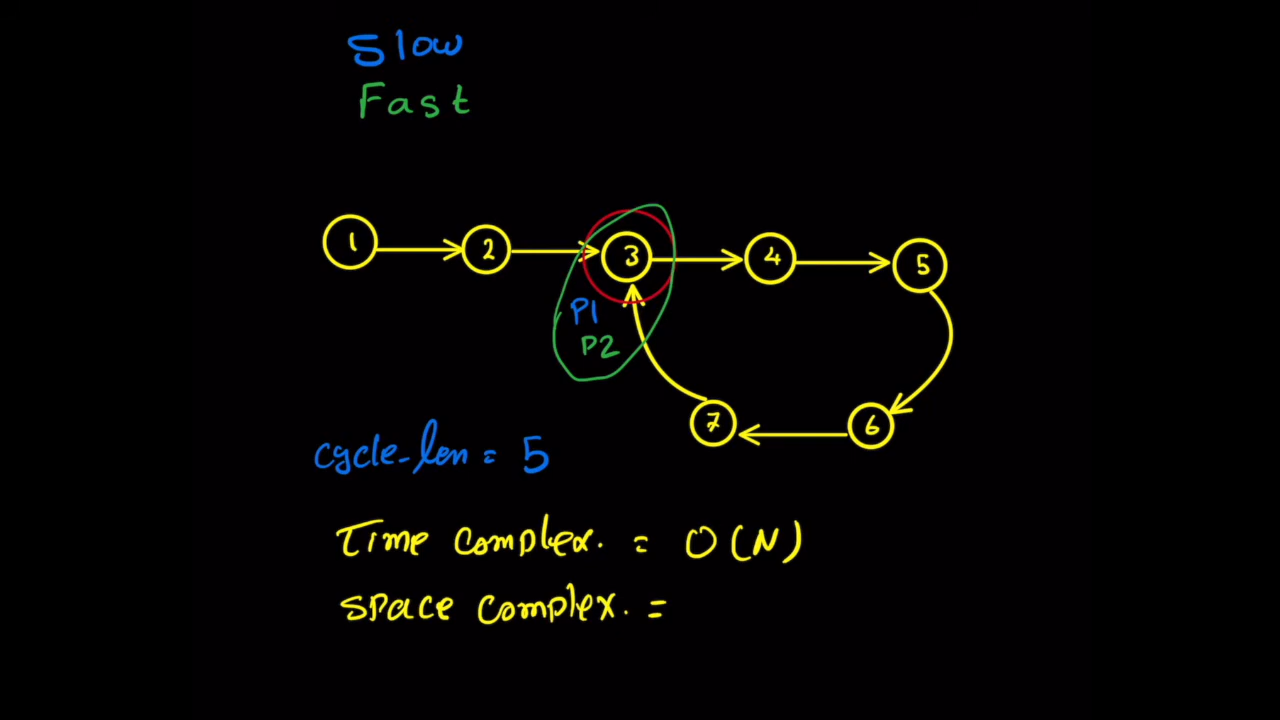 Slow
Fast
1 2 3 4 5
P1
P2
7 6
cycle-len = 5
Time complex. = O(N)
space complex. =